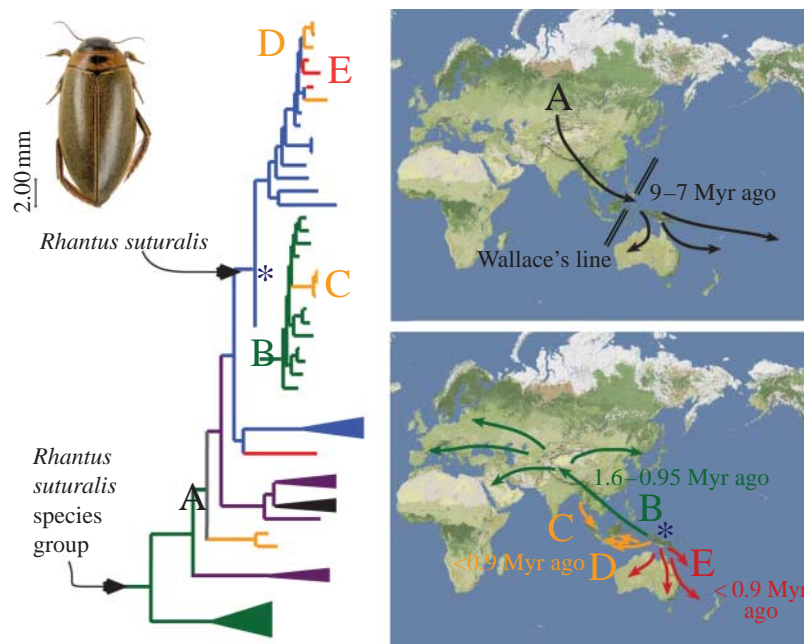 D
E
2.00 mm
Rhantus suturalis
*
C
B
Rhantus
suturalis
species
group
A
A
9–7 Myr ago
Wallace's line
1.6–0.95 Myr ago
B
*
C
<0.9 Myr ago
D
E
<0.9 Myr
ago